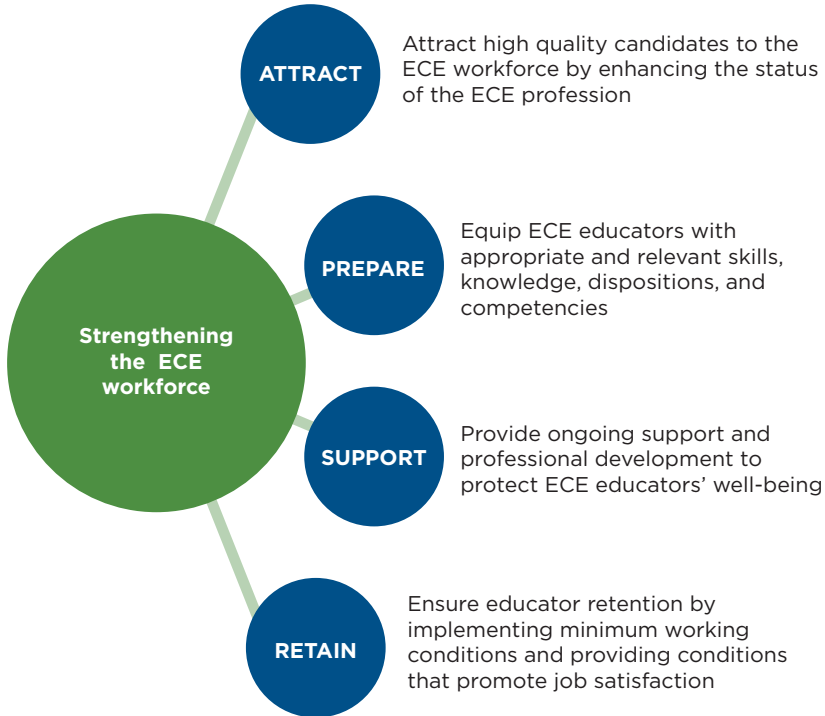 ATTRACT
Attract high quality candidates to the
ECE workforce by enhancing the status
of the ECE profession
PREPARE
Equip ECE educators with
appropriate and relevant skills,
knowledge, dispositions, and
competencies
Strengthening
the ECE
workforce
SUPPORT
Provide ongoing support and
professional development to
protect ECE educators’ well-being
RETAIN
Ensure educator retention by
implementing minimum working
conditions and providing conditions
that promote job satisfaction